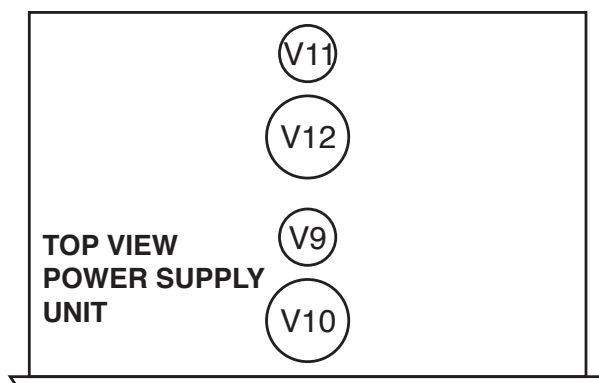 V11
V12
V9
TOP VIEW
POWER SUPPLY
UNIT
V10